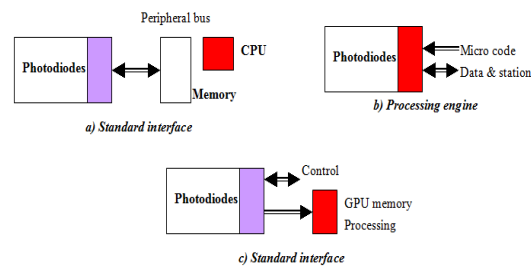 Peripheral bus
CPU
Photodiodes
Memory
a) Standard interface
Photodiodes
Micro code
Data & station
b) Processing engine
Control
Photodiodes
GPU memory
Processing
c) Standard interface